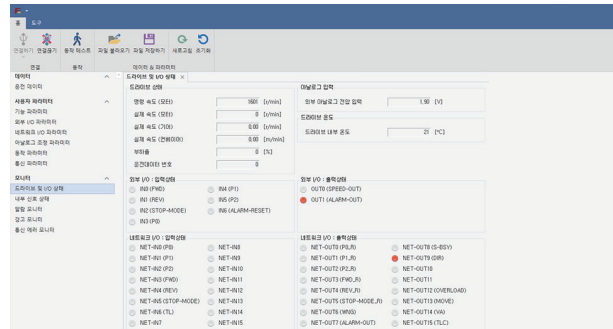 홈 도구
연결하기 연결끊기 동작 테스트 파일 불러오기 파일 저장하기 새로고침 초기화
연결 동작 데이터 & 파라미터
데이터
운전 데이터
사용자 파라미터
기능 파라미터
외부 I/O 파라미터
네트워크 I/O 파라미터
아날로그 조정 파라미터
동작 파라미터
통신 파라미터
모니터
드라이브 및 I/O 상태
내부 신호 상태
알람 모니터
경고 모니터
통신 에러 모니터
드라이브 및 I/O 상태 ×
드라이브 상태
명령 속도 (모터) 1601 [r/min]
실제 속도 (모터) 0 [r/min]
실제 속도 (기어) 0.00 [r/min]
실제 속도 (컨베이어) 0.00 [m/min]
부하율 0 [%]
운전데이터 번호 0
아날로그 입력
외부 아날로그 전압 입력 1.90 [V]
드라이브 온도
드라이브 내부 온도 21 [℃]
외부 I/O : 입력상태
IN0 (FWD) IN4 (P1)
IN1 (REV) IN5 (P2)
IN2 (STOP-MODE) IN6 (ALARM-RESET)
IN3 (P0)
외부 I/O : 출력상태
OUT0 (SPEED-OUT)
OUT1 (ALARM-OUT)
네트워크 I/O : 입력상태
NET-IN0 (P0) NET-IN8
NET-IN1 (P1) NET-IN9
NET-IN2 (P2) NET-IN10
NET-IN3 (FWD) NET-IN11
NET-IN4 (REV) NET-IN12
NET-IN5 (STOP-MODE) NET-IN13
NET-IN6 (TL) NET-IN14
NET-IN7 NET-IN15
네트워크 I/O : 출력상태
NET-OUT0 (P0_R) NET-OUT8 (S-BSY)
NET-OUT1 (P1_R) NET-OUT9 (DIR)
NET-OUT2 (P2_R) NET-OUT10
NET-OUT3 (FWD_R) NET-OUT11
NET-OUT4 (REV_R) NET-OUT12 (OVERLOAD)
NET-OUT5 (STOP-MODE_R) NET-OUT13 (MOVE)
NET-OUT6 (WNG) NET-OUT14 (VA)
NET-OUT7 (ALARM-OUT) NET-OUT15 (TLC)